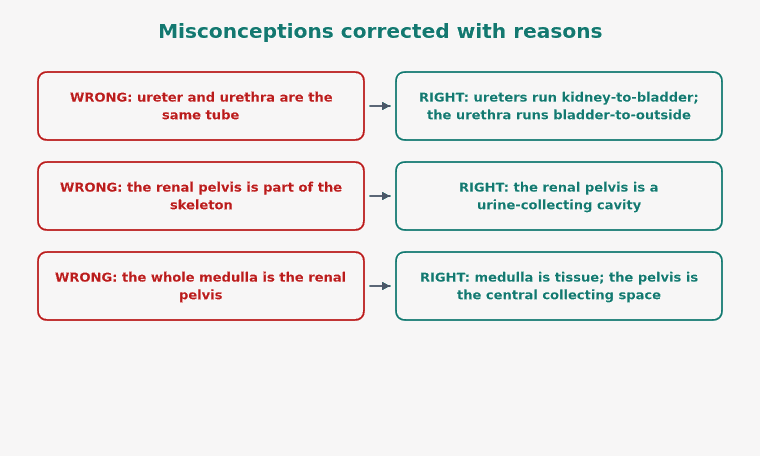 Misconceptions corrected with reasons
WRONG: ureter and urethra are the
same tube
RIGHT: ureters run kidney-to-bladder;
the urethra runs bladder-to-outside
WRONG: the renal pelvis is part of the
skeleton
RIGHT: the renal pelvis is a
urine-collecting cavity
WRONG: the whole medulla is the renal
pelvis
RIGHT: medulla is tissue; the pelvis is
the central collecting space